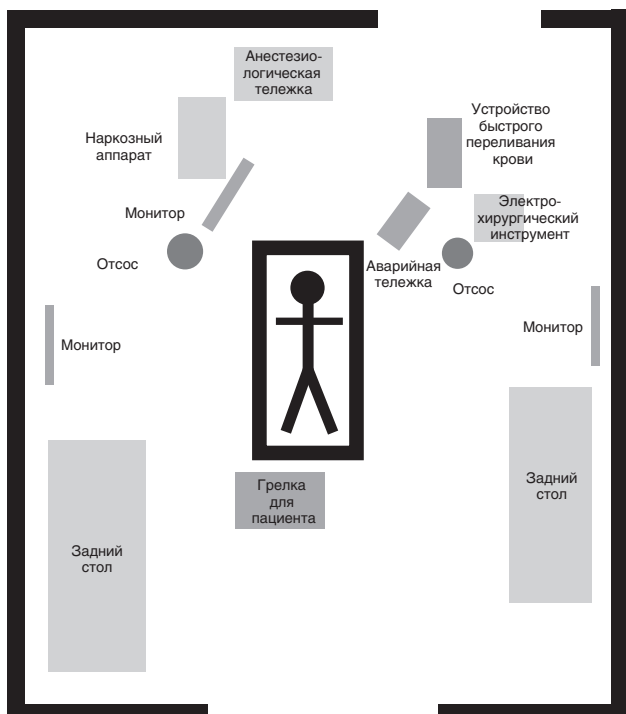 Анестезио-
логическая
тележка
Наркозный
аппарат
Устройство
быстрого
переливания
крови
Монитор
Электро-
хирургический
инструмент
Отсос
Аварийная
тележка
Отсос
Монитор
Монитор
Грелка
для
пациента
Задний
стол
Задний
стол